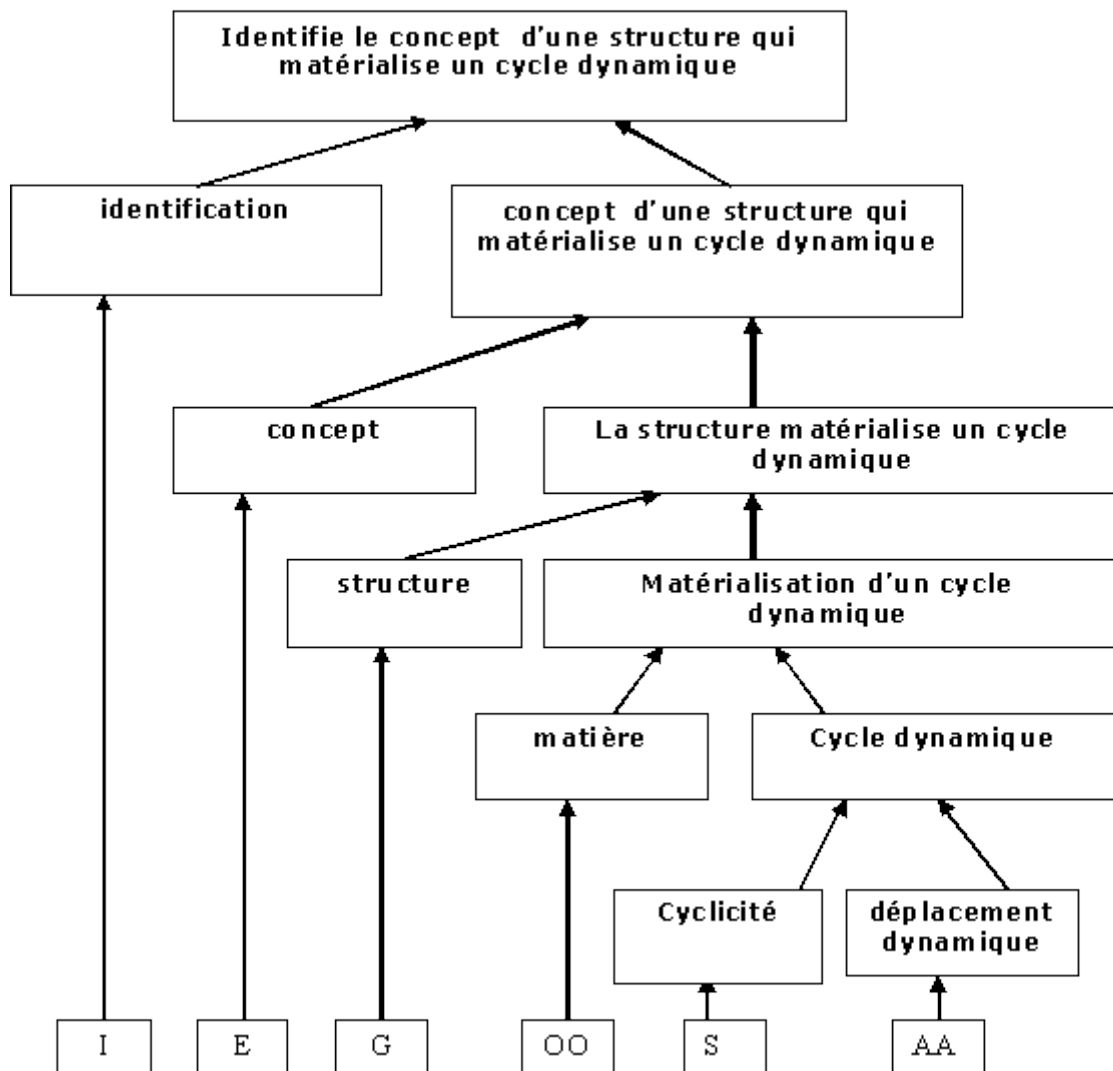 Identifie le concept d'une structure qui
matérialise un cycle dynamique
identification
concept d'une structure qui
matérialise un cycle dynamique
concept
La structure matérialise un cycle
dynamique
structure
Matérialisation d'un cycle
dynamique
matière
Cycle dynamique
Cyclicité
déplacement
dynamique
I
E
G
OO
S
AA